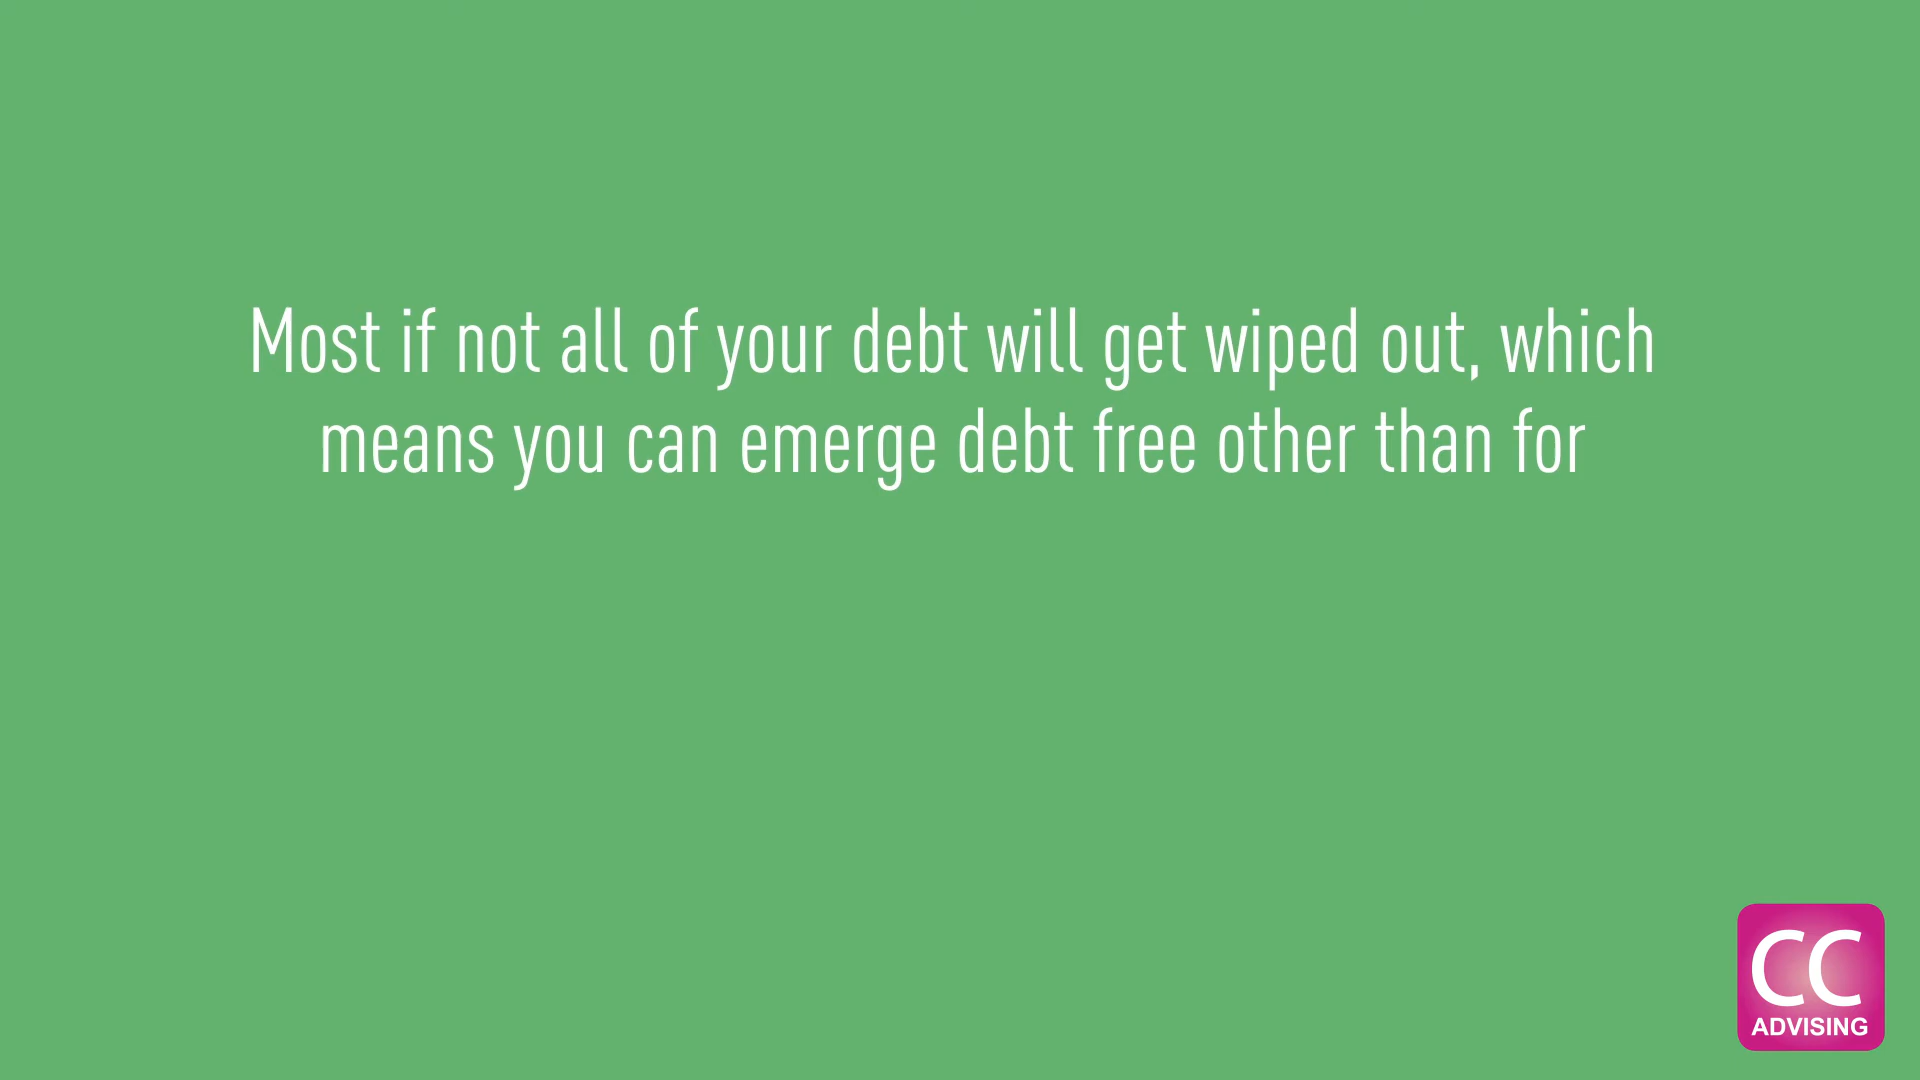 Most if not all of your debt will get wiped out, which
means you can emerge debt free other than for
CC
ADVISING